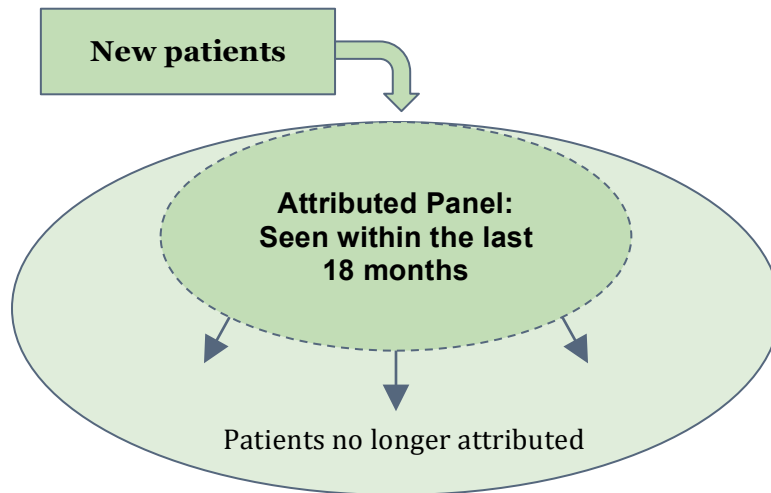 New patients
Attributed Panel:
Seen within the last
18 months
Patients no longer attributed